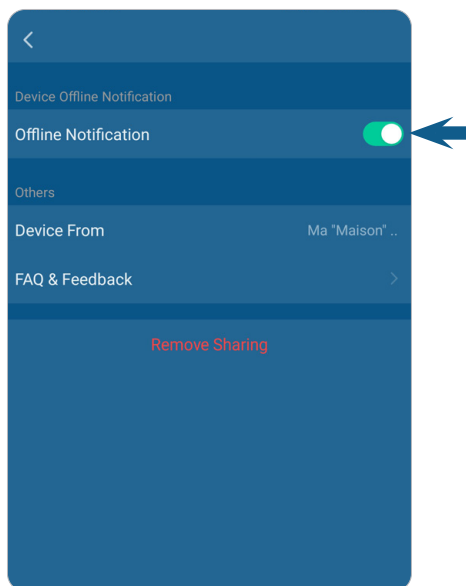 Device Offline Notification
Offline Notification
Others
Device From Ma "Maison" ..
FAQ & Feedback
Remove Sharing